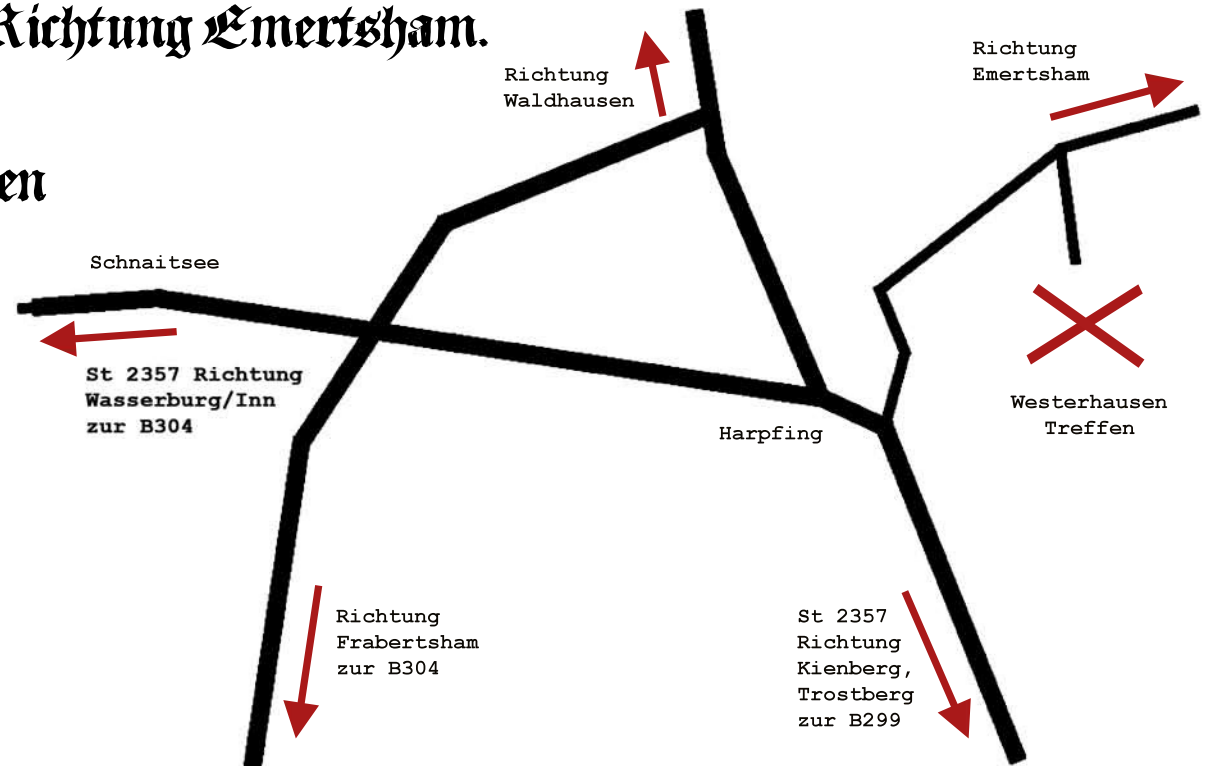 Richtung Emertsham.
en
Richtung
Waldhausen
Richtung
Emertsham
Schnaitsee
St 2357 Richtung
Wasserburg/Inn
zur B304
Harpfing
Westerhausen
Treffen
Richtung
Frabertsham
zur B304
St 2357
Richtung
Kienberg,
Trostberg
zur B299